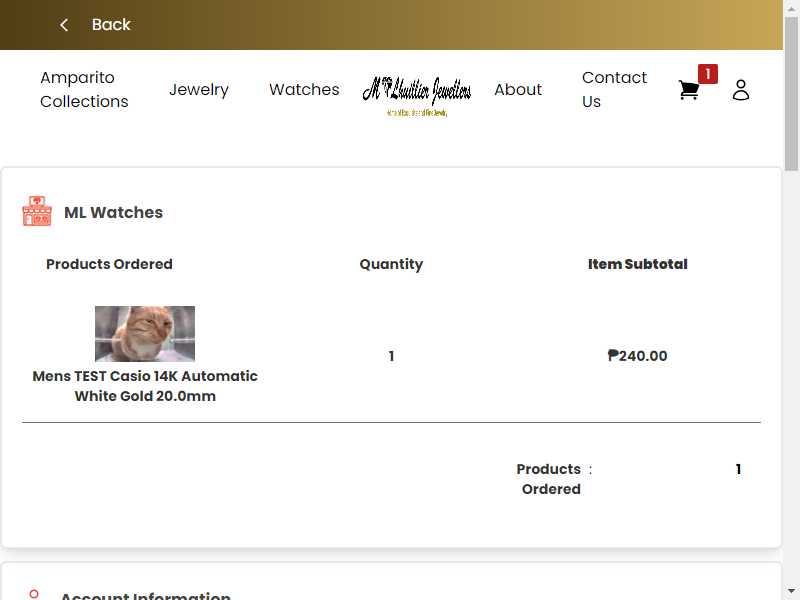 Back
Amparito
Collections
Jewelry
Watches
M Lhuillier Jewellers
About
Contact
Us
1
ML Watches
Products Ordered
Quantity
Item Subtotal
Mens TEST Casio 14K Automatic
White Gold 20.0mm
1
₱240.00
Products :
Ordered
1
Account Information